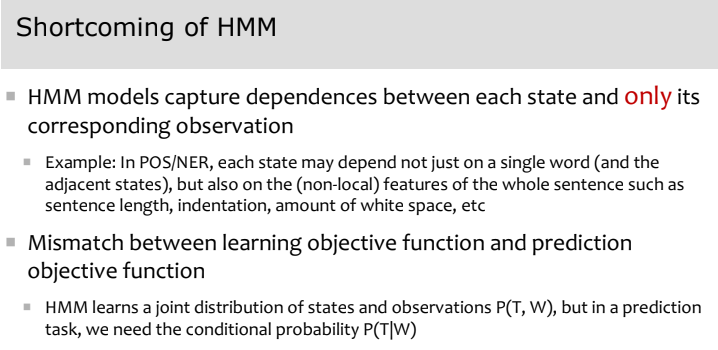 Shortcoming of HMM
HMM models capture dependences between each state and only its
corresponding observation
Example: In POS/NER, each state may depend not just on a single word (and the
adjacent states), but also on the (non-local) features of the whole sentence such as
sentence length, indentation, amount of white space, etc
Mismatch between learning objective function and prediction
objective function
HMM learns a joint distribution of states and observations P(T, W), but in a prediction
task, we need the conditional probability P(T|W)